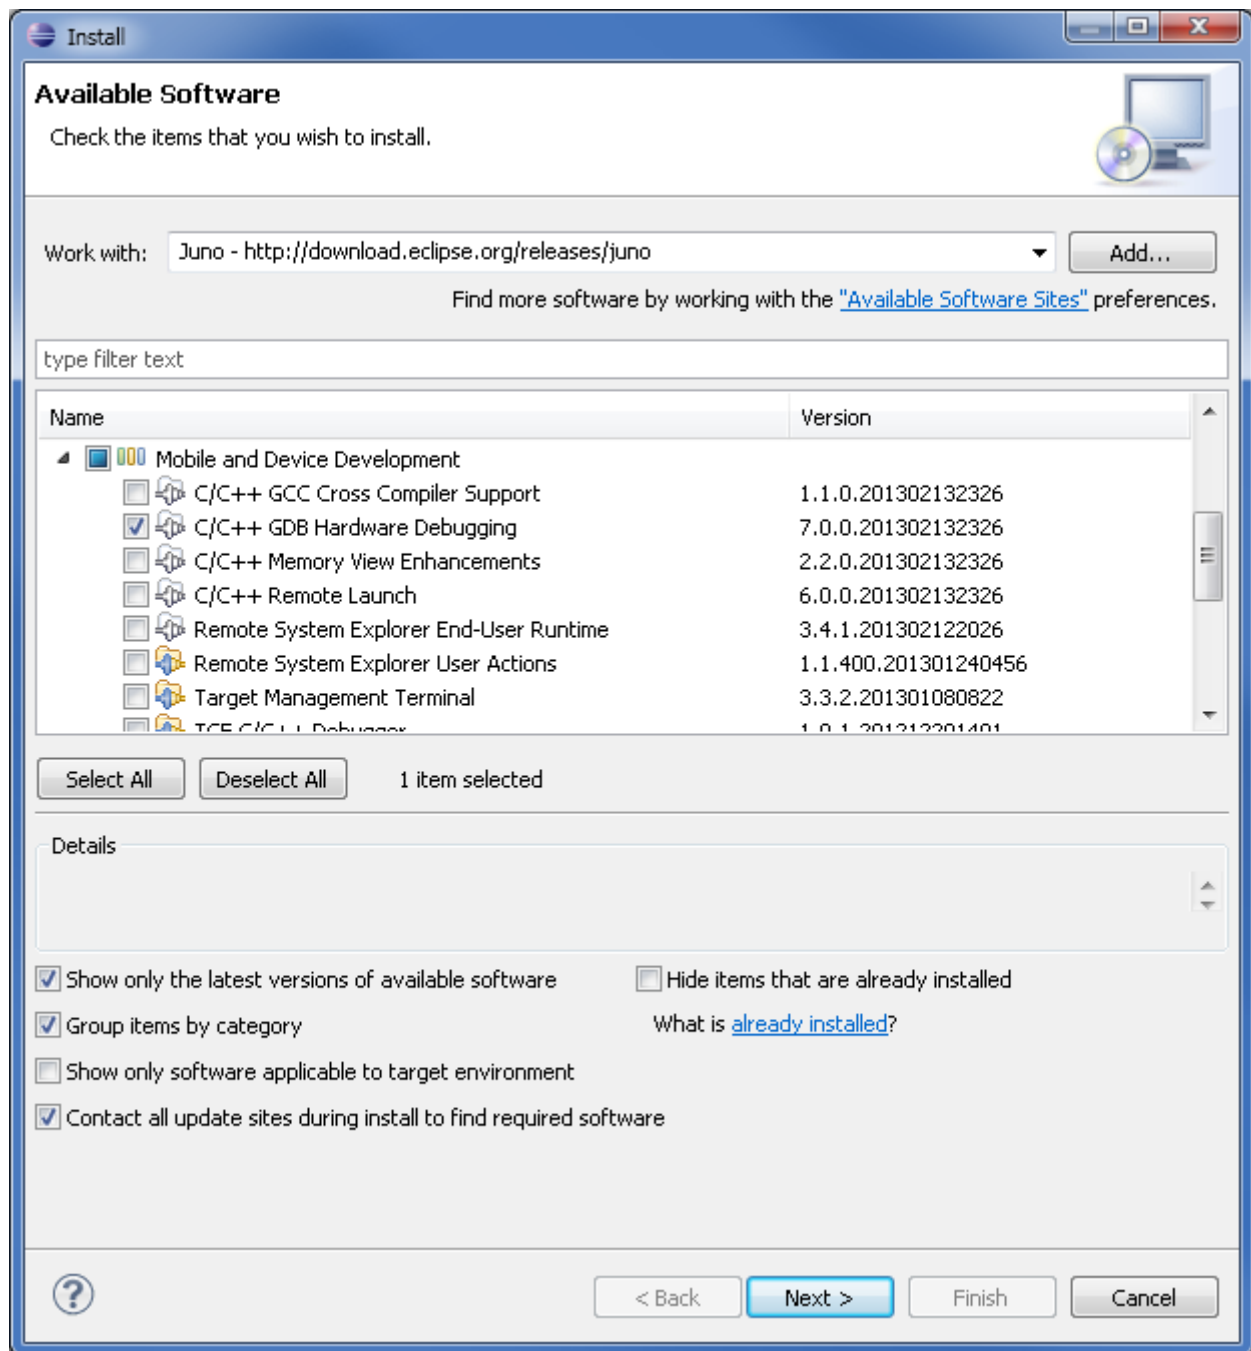 Install
Available Software
Check the items that you wish to install.
Work with: Juno - http://download.eclipse.org/releases/juno Add...
Find more software by working with the "Available Software Sites" preferences.
type filter text
Name Version
Mobile and Device Development
C/C++ GCC Cross Compiler Support 1.1.0.201302132326
C/C++ GDB Hardware Debugging 7.0.0.201302132326
C/C++ Memory View Enhancements 2.2.0.201302132326
C/C++ Remote Launch 6.0.0.201302132326
Remote System Explorer End-User Runtime 3.4.1.201302122026
Remote System Explorer User Actions 1.1.400.201301240456
Target Management Terminal 3.3.2.201301080822
TCF C/C++ Debugger 1.0.1.201212201401
Select All Deselect All 1 item selected
Details
Show only the latest versions of available software Hide items that are already installed
Group items by category What is already installed?
Show only software applicable to target environment
Contact all update sites during install to find required software
? < Back Next > Finish Cancel